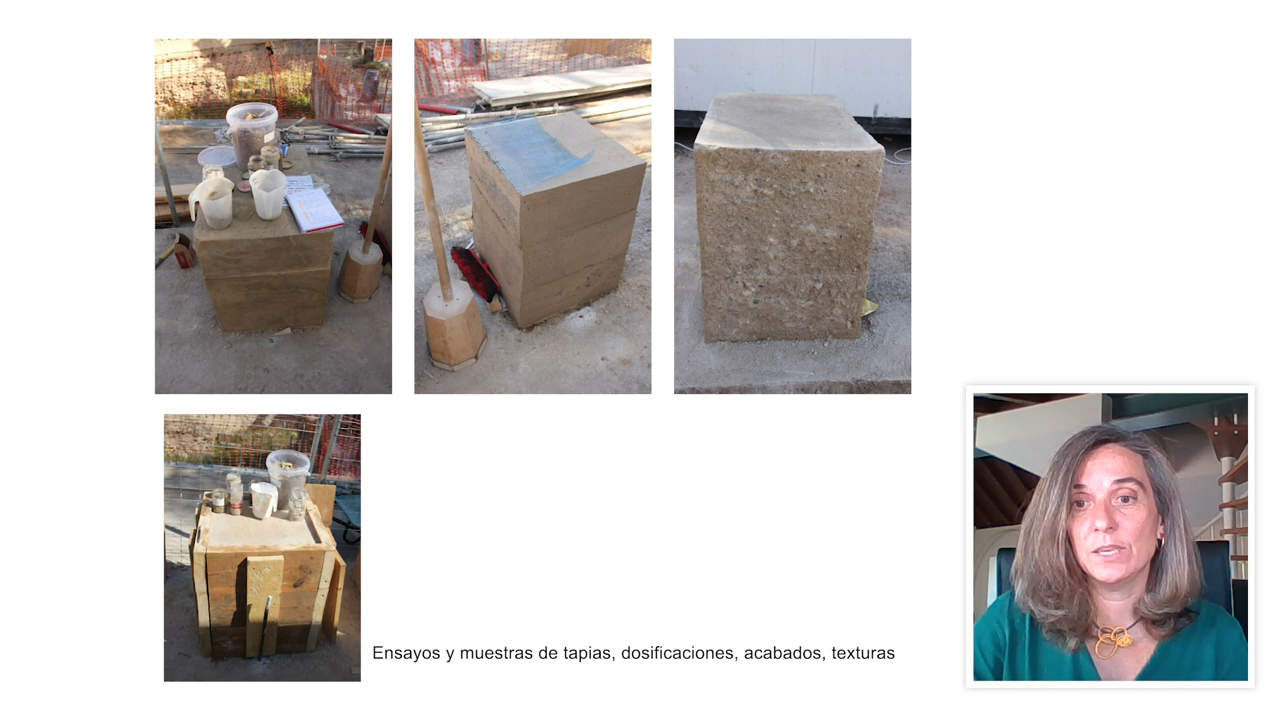 Ensayos y muestras de tapias, dosificaciones, acabados, texturas